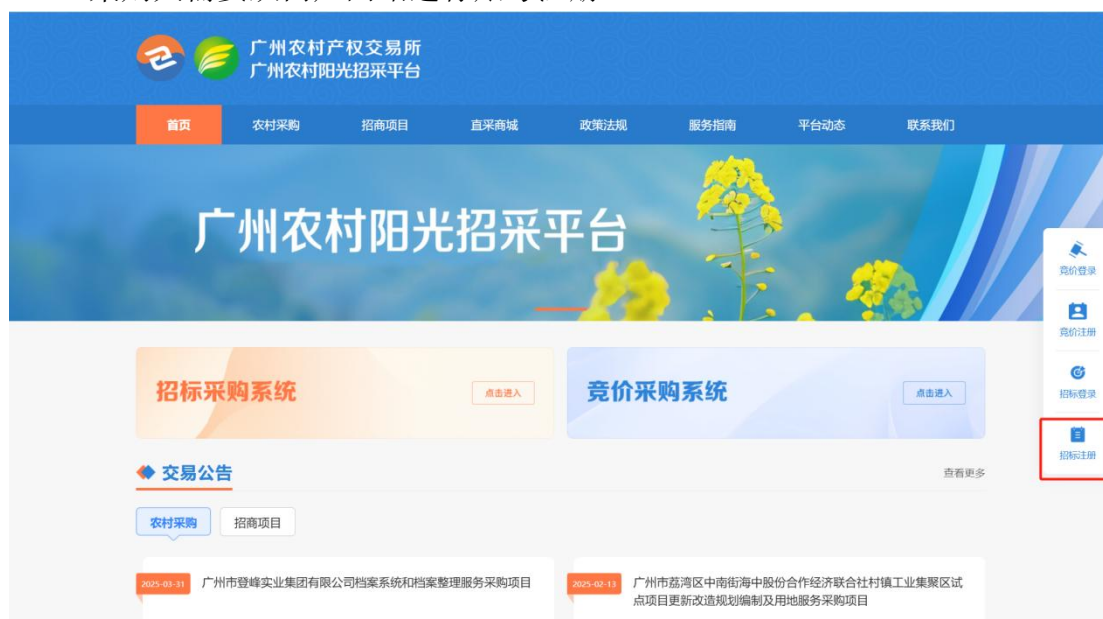 广州农村产权交易所
广州农村阳光招采平台
首页 农村采购 招商项目 直采商城 政策法规 服务指南 平台动态 联系我们
广州农村阳光招采平台
竞价登录
竞价注册
招标登录
招标注册
招标采购系统 点击进入
竞价采购系统 点击进入
交易公告 查看更多
农村采购 招商项目
2025-03-31 广州市登峰实业集团有限公司档案系统和档案整理服务采购项目
2025-02-13 广州市荔湾区中南街海中股份合作经济联合社村镇工业集聚区试
点项目更新改造规划编制及用地服务采购项目